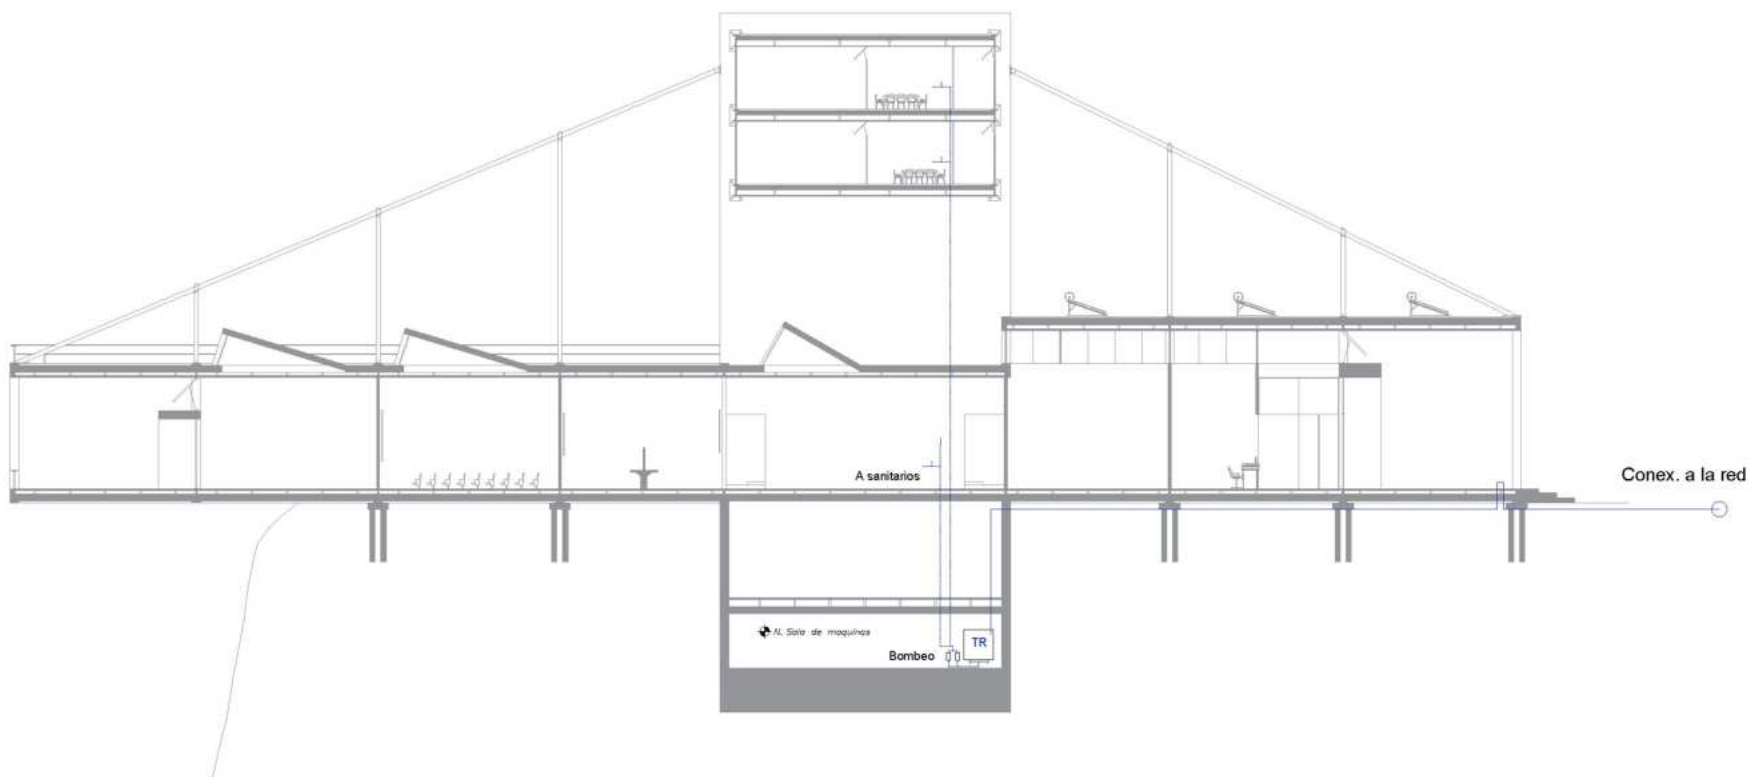 A sanitarios
Conex. a la red
N. Sala de maquinas
TR
Bombeo